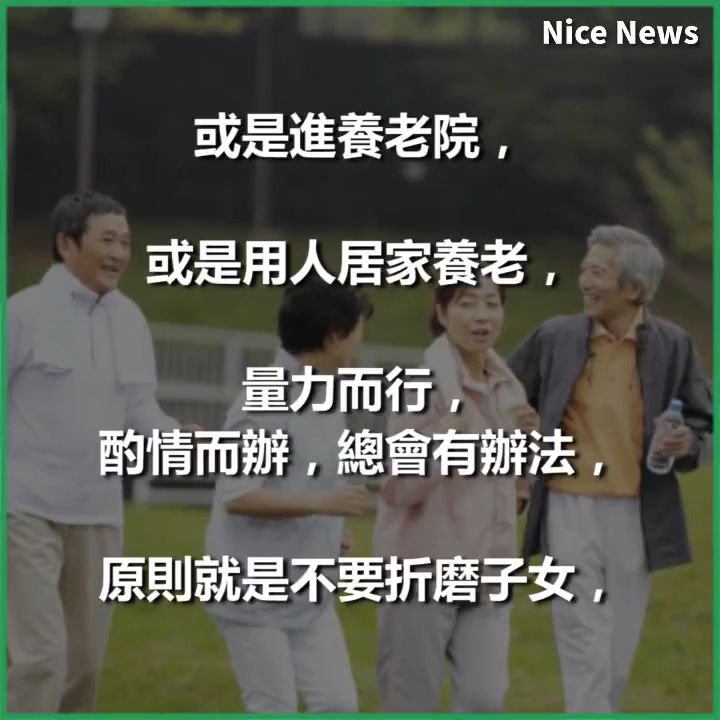 Nice News
或是進養老院，
或是用人居家養老，
量力而行，
酌情而辦，總會有辦法，
原則就是不要折磨子女，